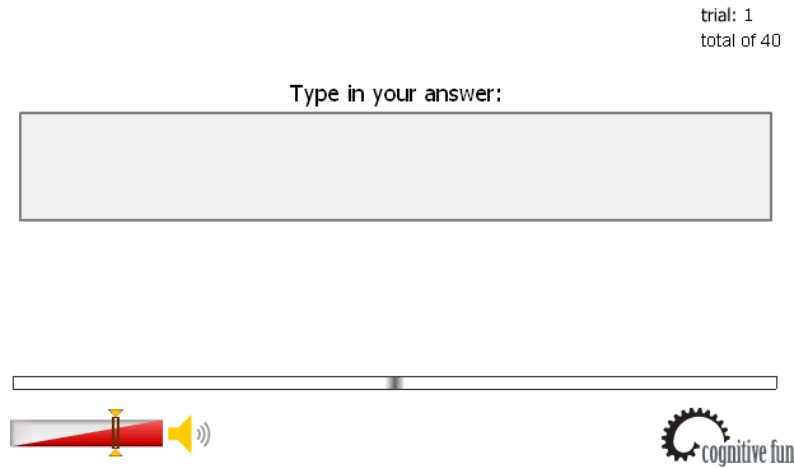 trial: 1
total of 40
Type in your answer:
cognitive fun